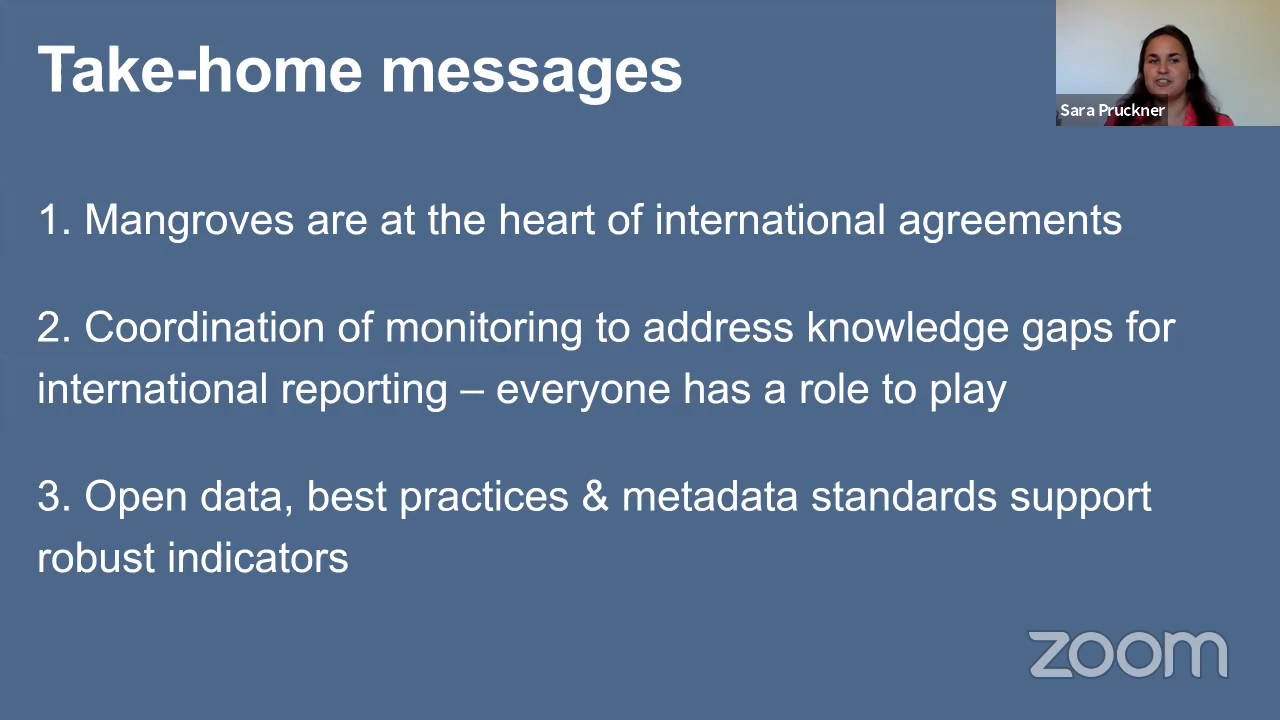 Take-home messages
Sara Pruckner
1. Mangroves are at the heart of international agreements
2. Coordination of monitoring to address knowledge gaps for
international reporting – everyone has a role to play
3. Open data, best practices & metadata standards support
robust indicators
zoom